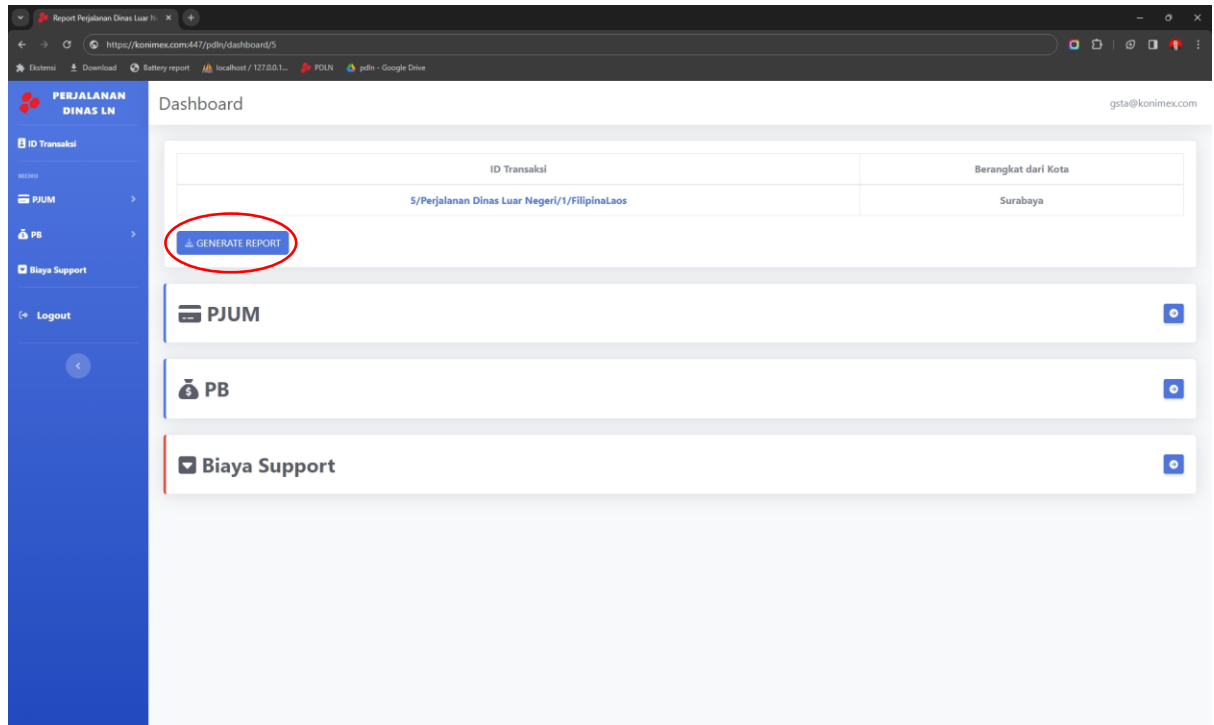 Report Perjalanan Dinas Luar N
https://konimex.com:447/pdln/dashboard/5
Ekstensi Download Battery report localhost / 127.0.0.1... PDLN pdln - Google Drive
PERJALANAN
DINAS LN
Dashboard
gsta@konimex.com
ID Transaksi
MENU
PJUM
PB
Biaya Support
Logout
ID Transaksi Berangkat dari Kota
5/Perjalanan Dinas Luar Negeri/1/FilipinaLaos Surabaya
GENERATE REPORT
PJUM
PB
Biaya Support